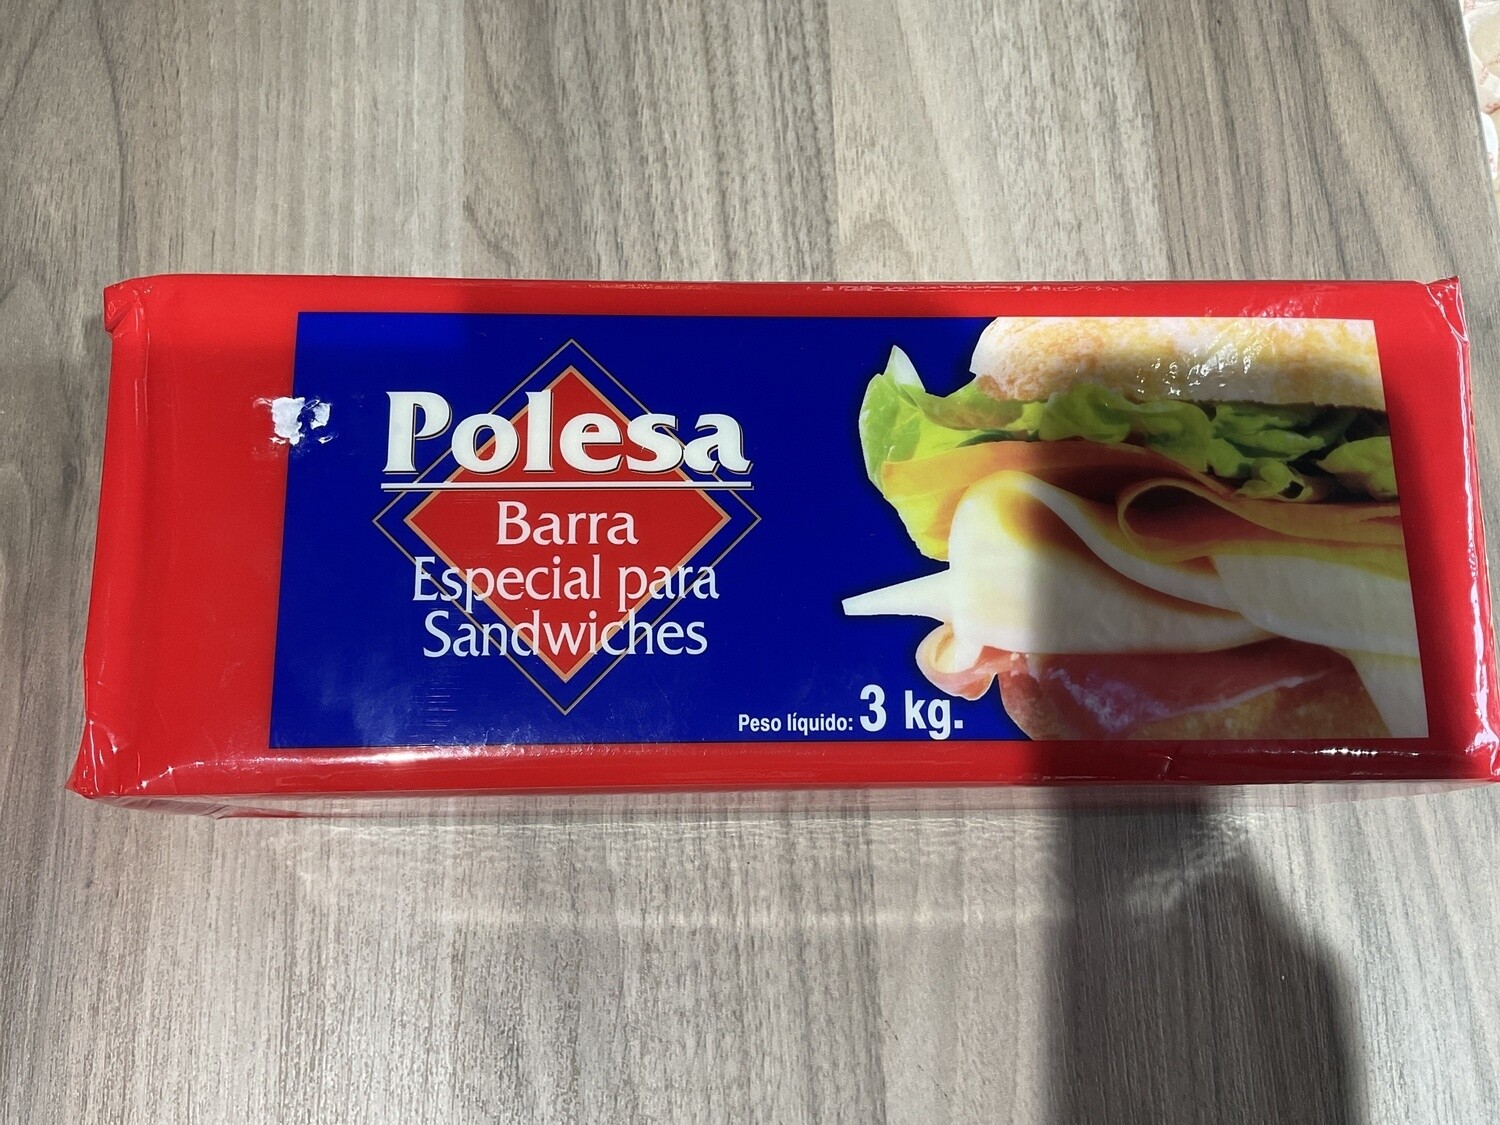 Polesa
Barra
Especial para
Sandwiches
Peso líquido: 3 kg.